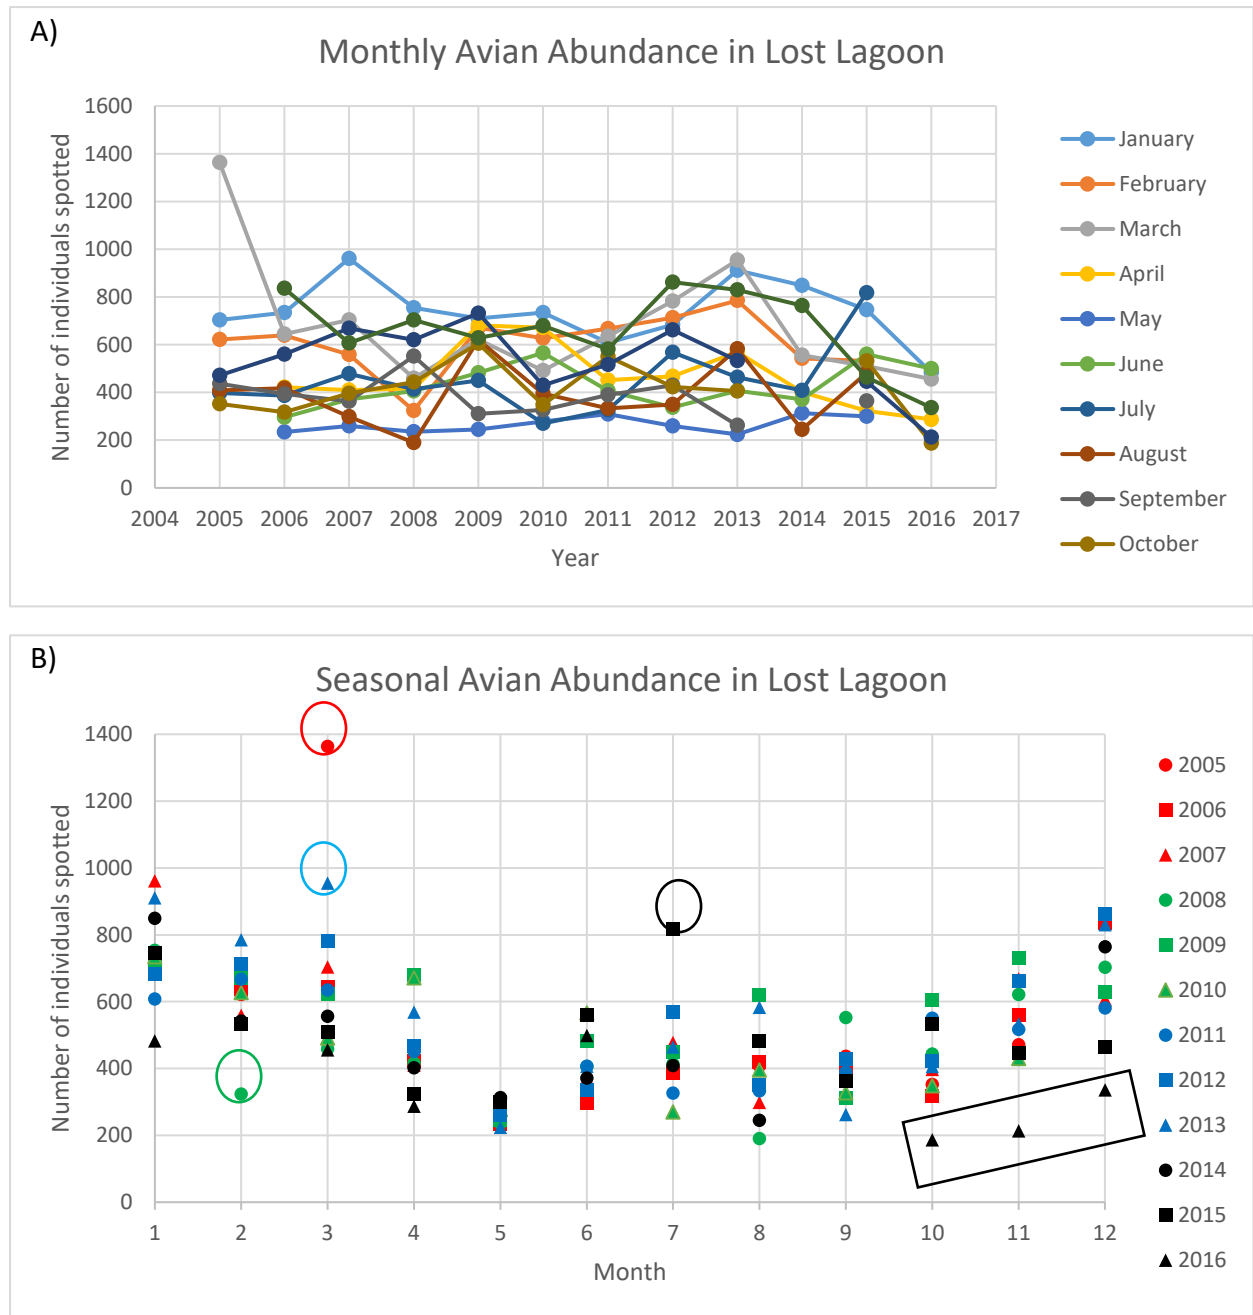 A)
Monthly Avian Abundance in Lost Lagoon
Number of individuals spotted
1600
1400
1200
1000
800
600
400
200
0
2004 2005 2006 2007 2008 2009 2010 2011 2012 2013 2014 2015 2016 2017
Year
January
February
March
April
May
June
July
August
September
October
B)
Seasonal Avian Abundance in Lost Lagoon
Number of individuals spotted
1400
1200
1000
800
600
400
200
0
1 2 3 4 5 6 7 8 9 10 11 12
Month
2005
2006
2007
2008
2009
2010
2011
2012
2013
2014
2015
2016